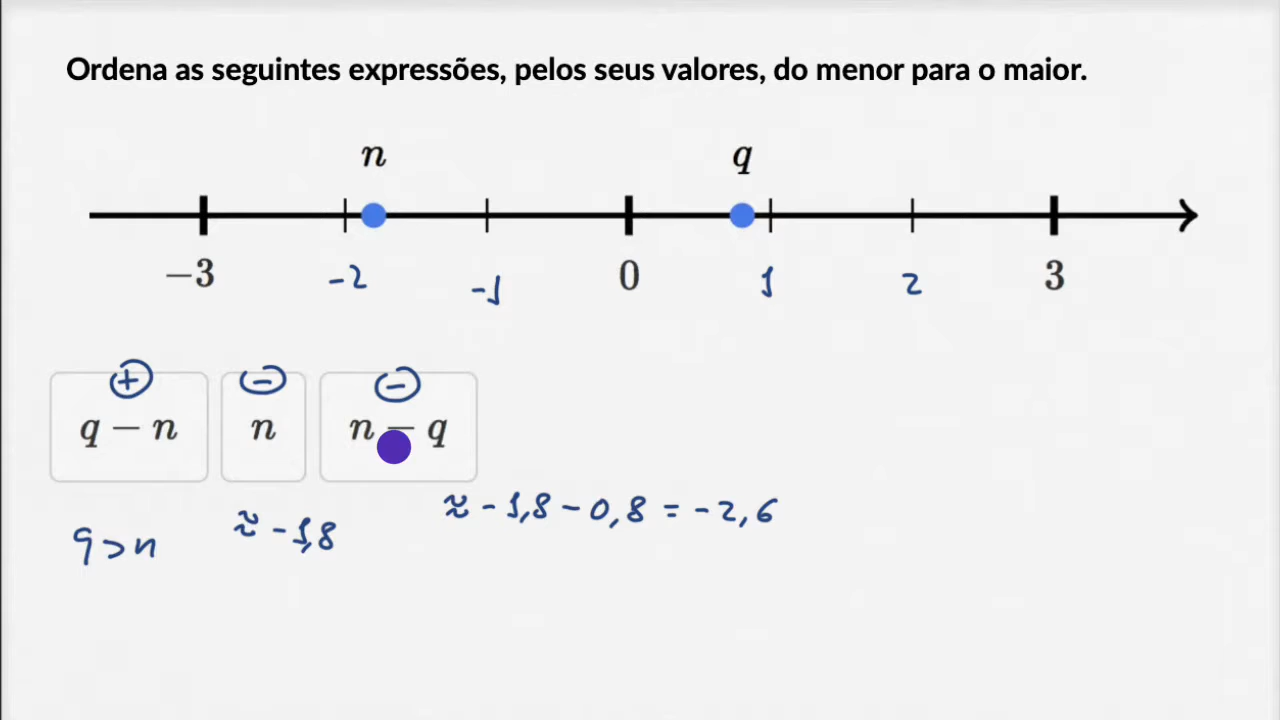 Ordena as seguintes expressões, pelos seus valores, do menor para o maior.
n q
−3 -2 -1 0 1 2 3
+ - -
q − n n n − q
≈ -1,8 -0,8 = -2,6
q>n ≈ -1,8